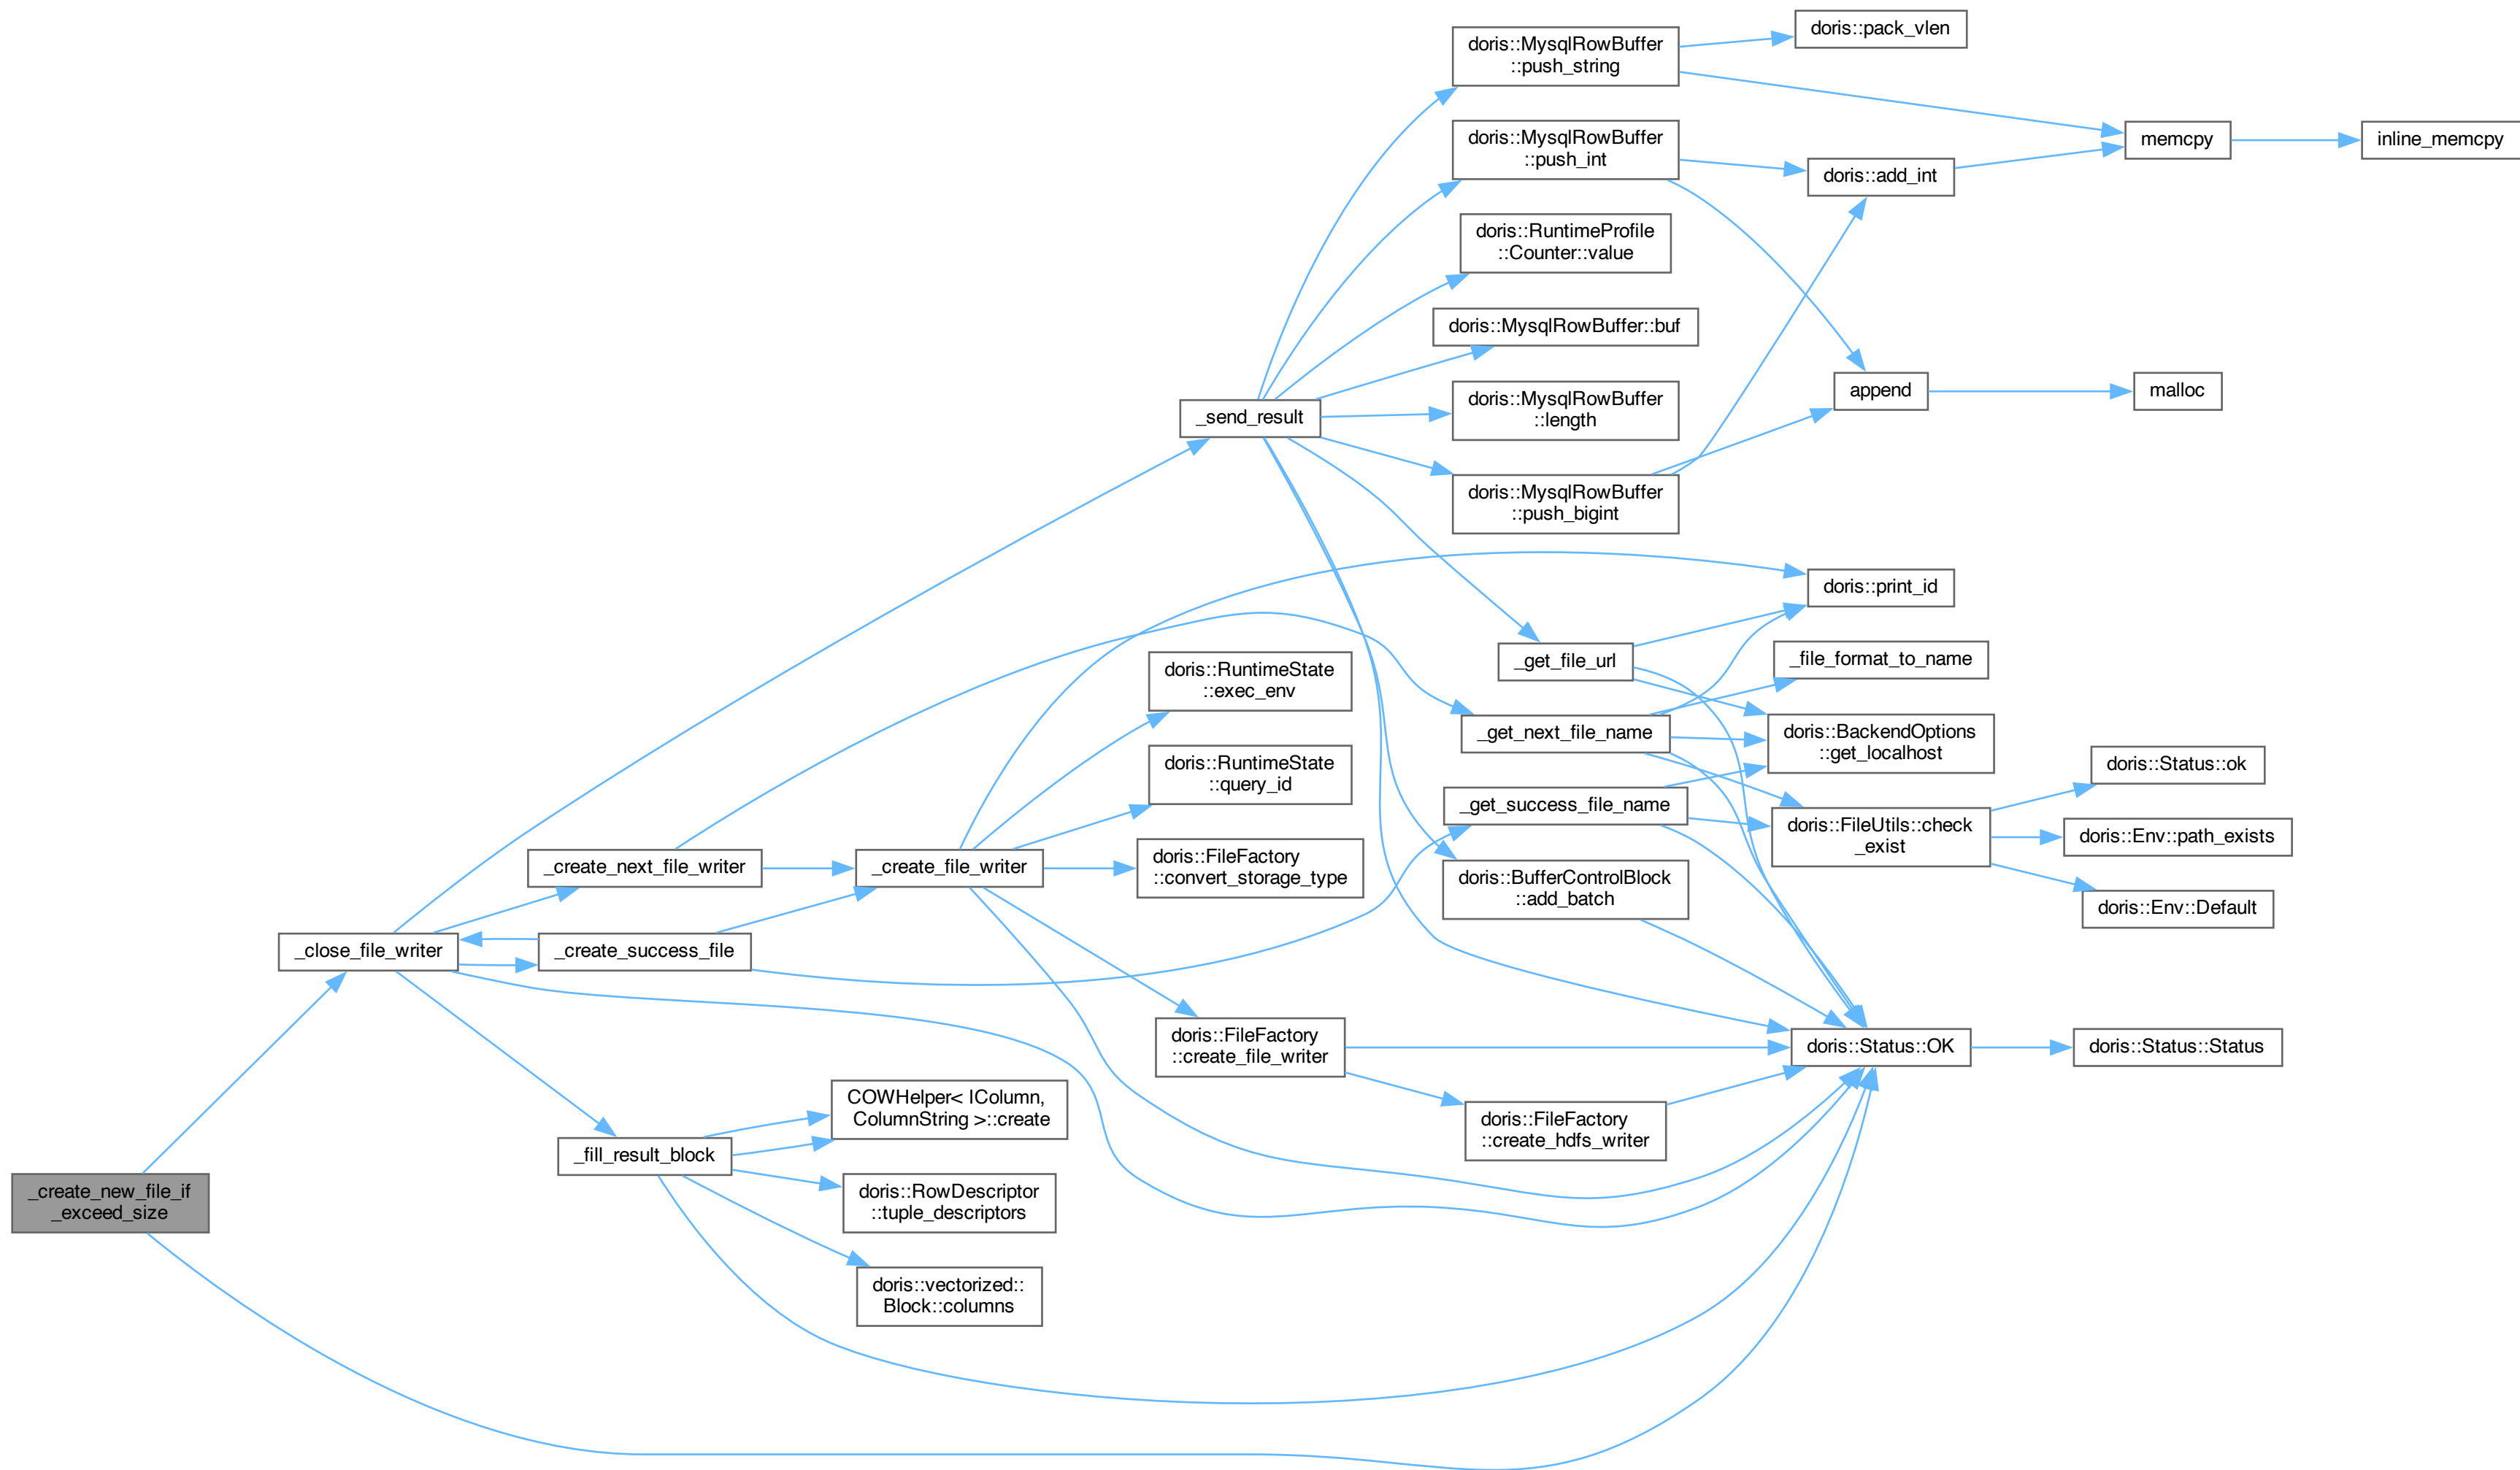 doris::MysqlRowBuffer
::push_string
doris::pack_vlen
doris::MysqlRowBuffer
::push_int
memcpy
inline_memcpy
doris::add_int
doris::RuntimeProfile
::Counter::value
doris::MysqlRowBuffer::buf
_send_result
doris::MysqlRowBuffer
::length
append
malloc
doris::MysqlRowBuffer
::push_bigint
doris::print_id
_get_file_url
_file_format_to_name
doris::RuntimeState
::exec_env
_get_next_file_name
doris::BackendOptions
::get_localhost
doris::RuntimeState
::query_id
_get_success_file_name
doris::Status::ok
doris::FileUtils::check
_exist
doris::Env::path_exists
_create_next_file_writer
_create_file_writer
doris::FileFactory
::convert_storage_type
doris::BufferControlBlock
::add_batch
doris::Env::Default
_close_file_writer
_create_success_file
doris::FileFactory
::create_file_writer
doris::Status::OK
doris::Status::Status
COWHelper< IColumn,
ColumnString >::create
doris::FileFactory
::create_hdfs_writer
_fill_result_block
_create_new_file_if
_exceed_size
doris::RowDescriptor
::tuple_descriptors
doris::vectorized::
Block::columns